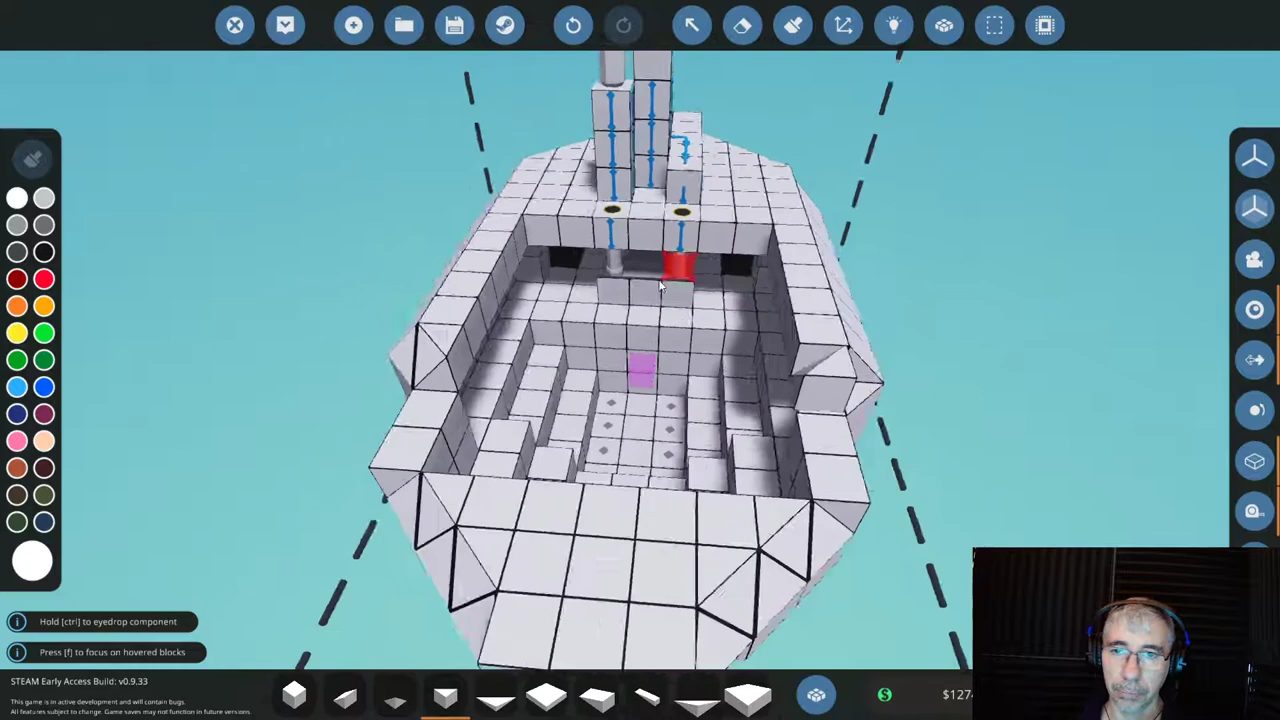 Hold [ctrl] to eyedrop component
Press [f] to focus on hovered blocks
STEAM Early Access Build: v0.9.33
This game is in active development and will contain bugs.
All features subject to change. Game saves may not function in future versions.
$127